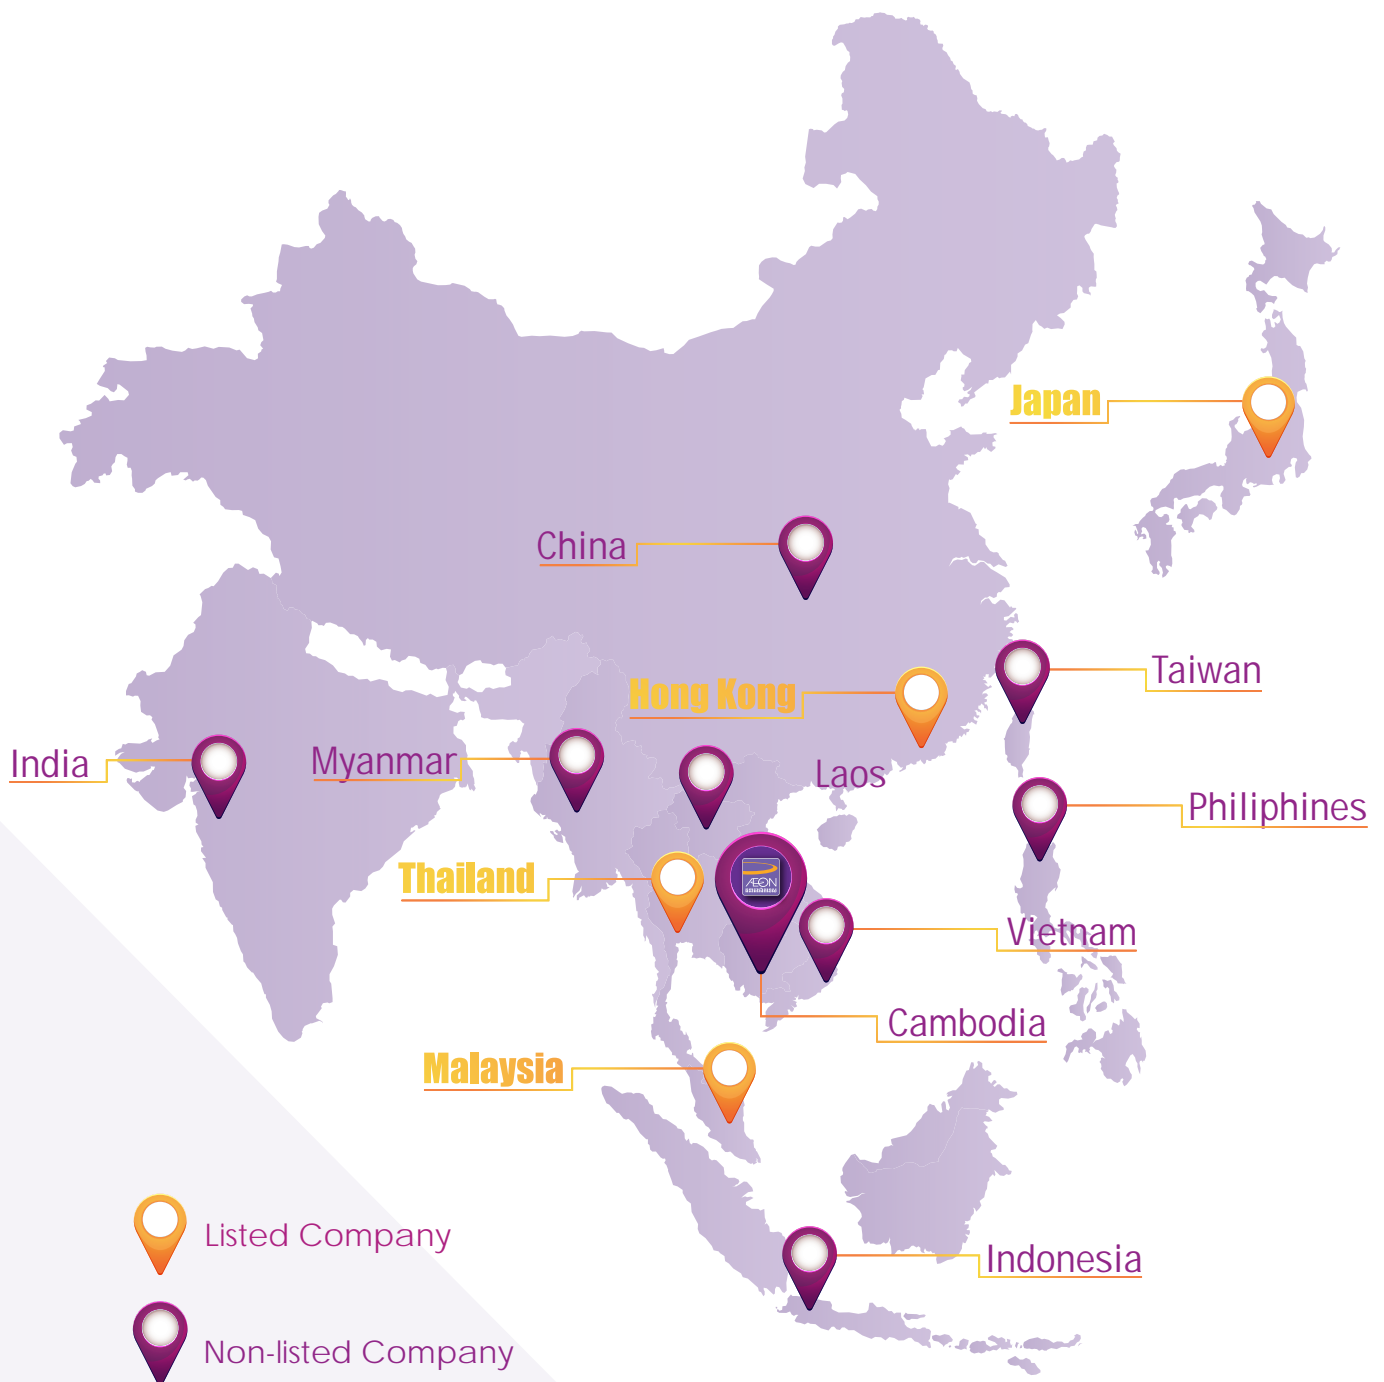 Japan
China
Taiwan
Hong Kong
India
Myanmar
Laos
Philiphines
Thailand
ÆON
Vietnam
Cambodia
Malaysia
Listed Company
Indonesia
Non-listed Company